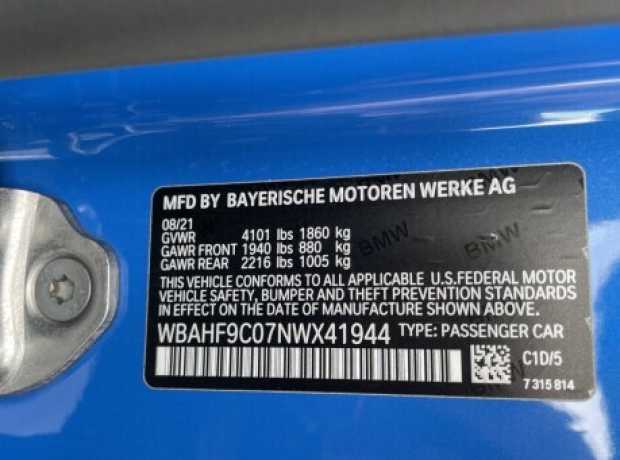 MFD BY BAYERISCHE MOTOREN WERKE AG
08/21
GVWR 4101 lbs 1860 kg
GAWR FRONT 1940 lbs 880 kg
GAWR REAR 2216 lbs 1005 kg
THIS VEHICLE CONFORMS TO ALL APPLICABLE U.S.FEDERAL MOTOR
VEHICLE SAFETY, BUMPER AND THEFT PREVENTION STANDARDS
IN EFFECT ON THE DATE OF MANUFACTURE SHOWN ABOVE.
WBAHF9C07NWX41944 TYPE: PASSENGER CAR
C1D/5
7 315 814
BMW
BMW